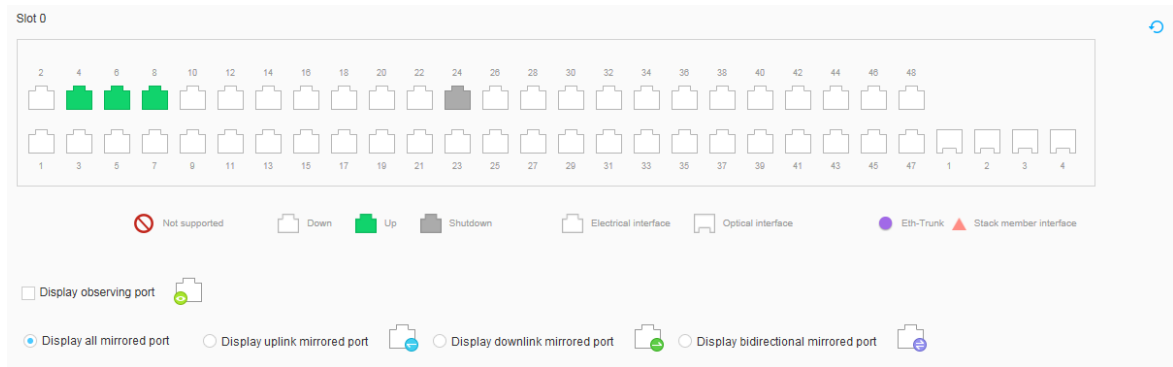 Slot 0
2 4 6 8 10 12 14 16 18 20 22 24 26 28 30 32 34 36 38 40 42 44 46 48
1 3 5 7 9 11 13 15 17 19 21 23 25 27 29 31 33 35 37 39 41 43 45 47 1 2 3 4
Not supported Down Up Shutdown Electrical interface Optical interface Eth-Trunk Stack member interface
Display observing port
Display all mirrored port Display uplink mirrored port Display downlink mirrored port Display bidirectional mirrored port